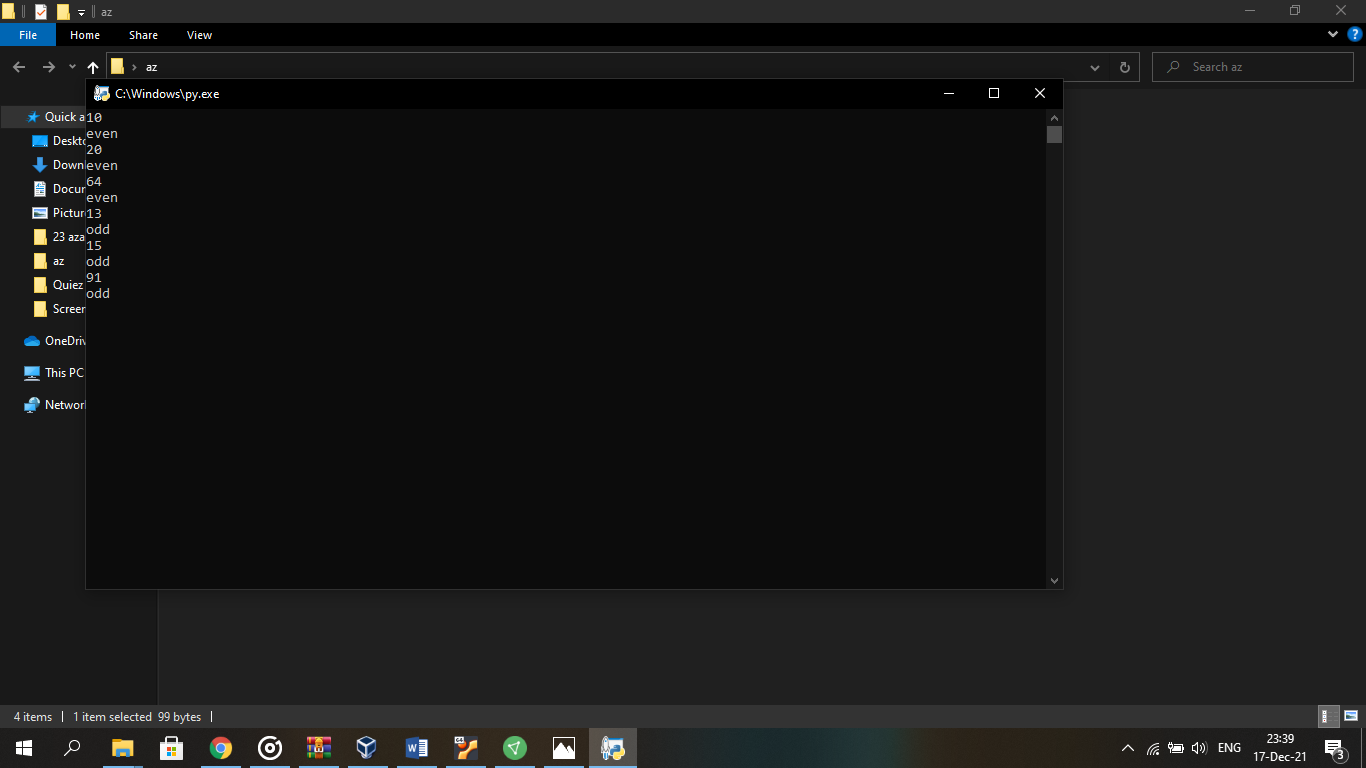 az
File Home Share View
az
Search az
C:\Windows\py.exe
10
even
20
even
64
even
13
odd
15
odd
91
odd
Quick a
Deskto
Down
Docur
Pictur
23 aza
az
Quiez
Screer
OneDriv
This PC
Networ
4 items 1 item selected 99 bytes
ENG
23:39
17-Dec-21
3